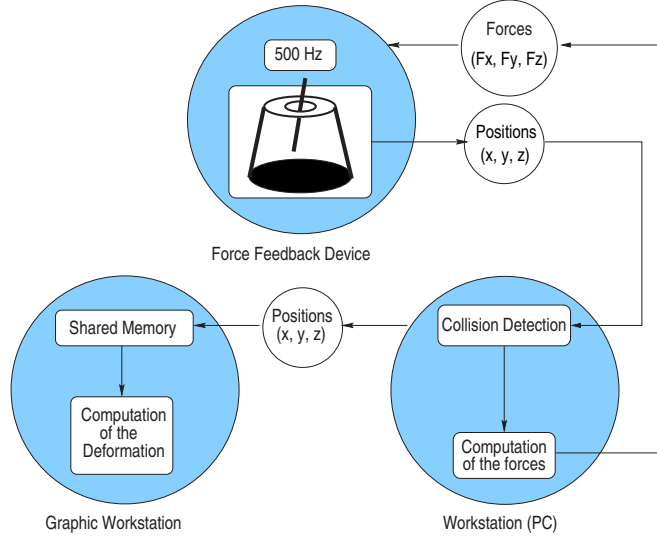 500 Hz
Forces
(Fx, Fy, Fz)
Positions
(x, y, z)
Force Feedback Device
Shared Memory
Positions
(x, y, z)
Collision Detection
Computation
of the
Deformation
Computation
of the forces
Graphic Workstation
Workstation (PC)